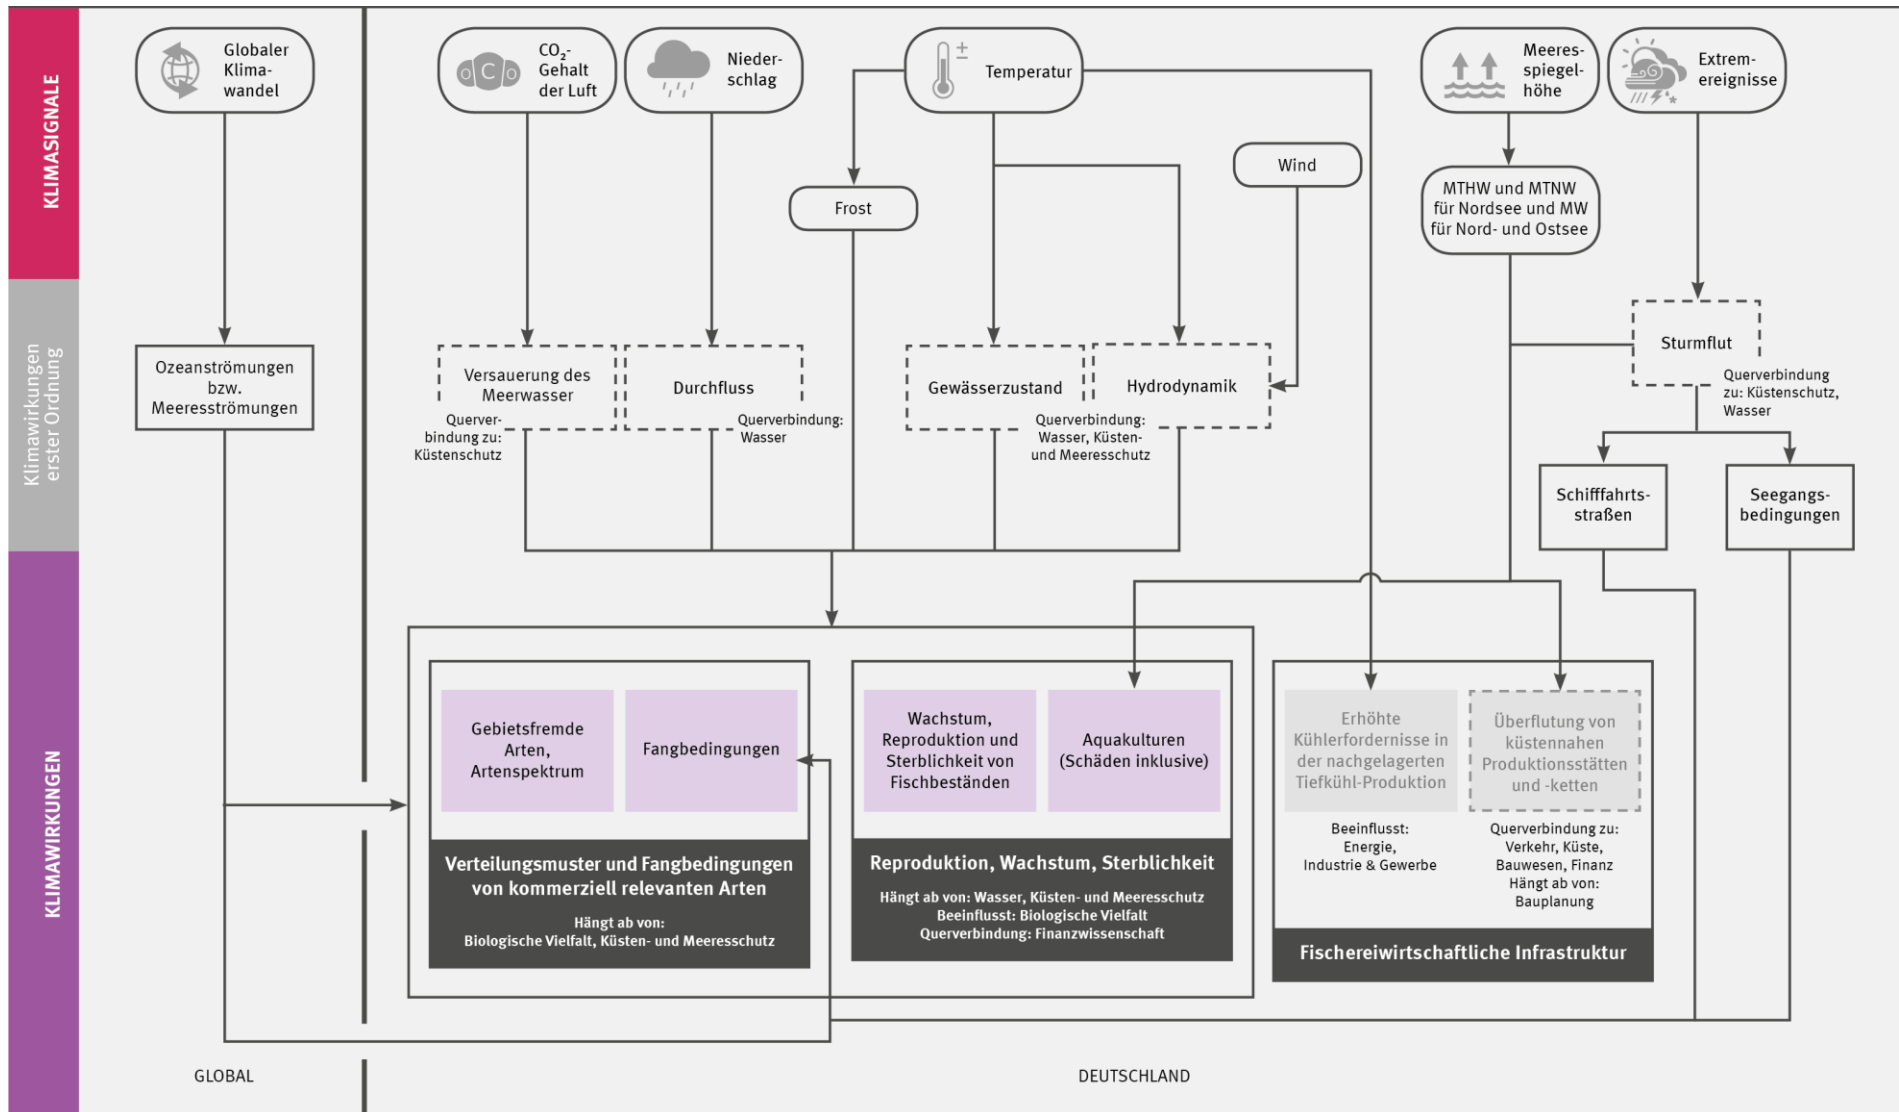 KLIMASIGNALE
Globaler
Klima-
wandel
O C O
CO₂-
Gehalt
der Luft
Nieder-
schlag
±
Temperatur
Meeres-
spiegel-
höhe
Extrem-
ereignisse
Wind
Frost
MTHW und MTNW
für Nordsee und MW
für Nord- und Ostsee
Klimawirkungen
erster Ordnung
Ozeanströmungen
bzw.
Meeresströmungen
Versauerung des
Meerwasser
Querver-
bindung zu:
Küstenschutz
Durchfluss
Querverbindung:
Wasser
Gewässerzustand
Querverbindung:
Wasser, Küsten-
und Meeresschutz
Hydrodynamik
Sturmflut
Querverbindung
zu: Küstenschutz,
Wasser
Schifffahrts-
straßen
Seegangs-
bedingungen
KLIMAWIRKUNGEN
Gebietsfremde
Arten,
Artenspektrum
Fangbedingungen
Verteilungsmuster und Fangbedingungen
von kommerziell relevanten Arten
Hängt ab von:
Biologische Vielfalt, Küsten- und Meeresschutz
Wachstum,
Reproduktion und
Sterblichkeit von
Fischbeständen
Aquakulturen
(Schäden inklusive)
Reproduktion, Wachstum, Sterblichkeit
Hängt ab von: Wasser, Küsten- und Meeresschutz
Beeinflusst: Biologische Vielfalt
Querverbindung: Finanzwissenschaft
Erhöhte
Kühlerfordernisse in
der nachgelagerten
Tiefkühl-Produktion
Beeinflusst:
Energie,
Industrie & Gewerbe
Überflutung von
küstennahen
Produktionsstätten
und -ketten
Querverbindung zu:
Verkehr, Küste,
Bauwesen, Finanz
Hängt ab von:
Bauplanung
Fischereiwirtschaftliche Infrastruktur
GLOBAL
DEUTSCHLAND